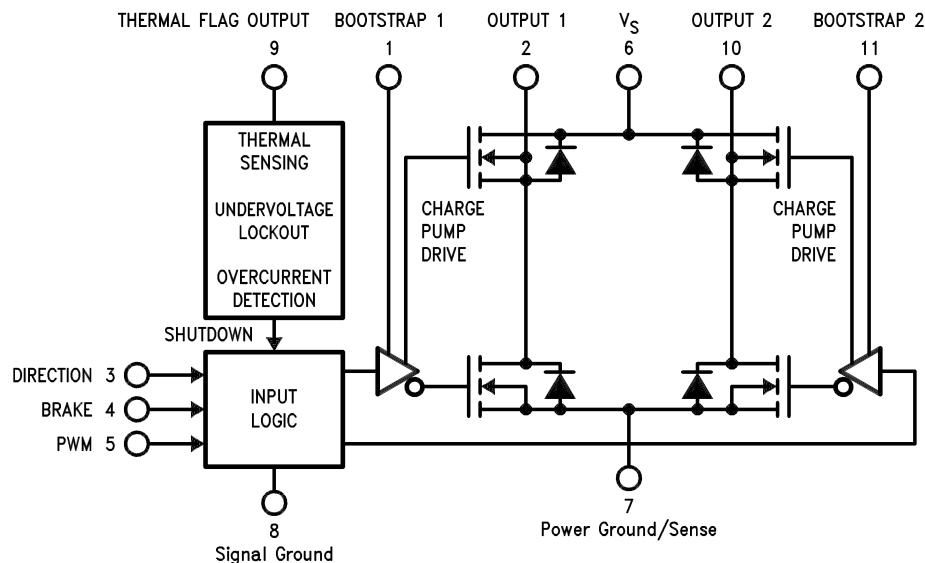 THERMAL FLAG OUTPUT
9
BOOTSTRAP 1
1
OUTPUT 1
2
VS
6
OUTPUT 2
10
BOOTSTRAP 2
11
THERMAL
SENSING
UNDERVOLTAGE
LOCKOUT
OVERCURRENT
DETECTION
CHARGE
PUMP
DRIVE
CHARGE
PUMP
DRIVE
SHUTDOWN
DIRECTION 3
BRAKE 4
PWM 5
INPUT
LOGIC
8
Signal Ground
7
Power Ground/Sense